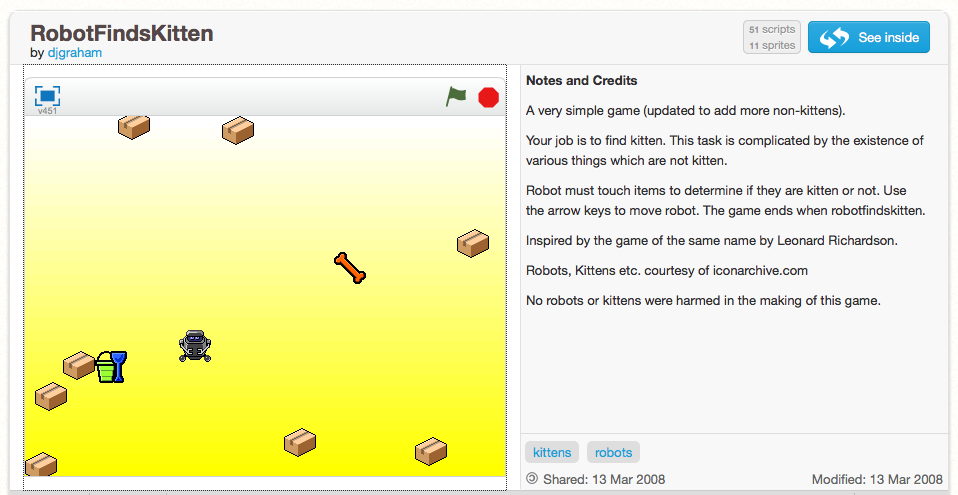 RobotFindsKitten
by djgraham
51 scripts
11 sprites
See inside
v451
Notes and Credits
A very simple game (updated to add more non-kittens).
Your job is to find kitten. This task is complicated by the existence of
various things which are not kitten.
Robot must touch items to determine if they are kitten or not. Use
the arrow keys to move robot. The game ends when robotfindskitten.
Inspired by the game of the same name by Leonard Richardson.
Robots, Kittens etc. courtesy of iconarchive.com
No robots or kittens were harmed in the making of this game.
kittens robots
Shared: 13 Mar 2008 Modified: 13 Mar 2008